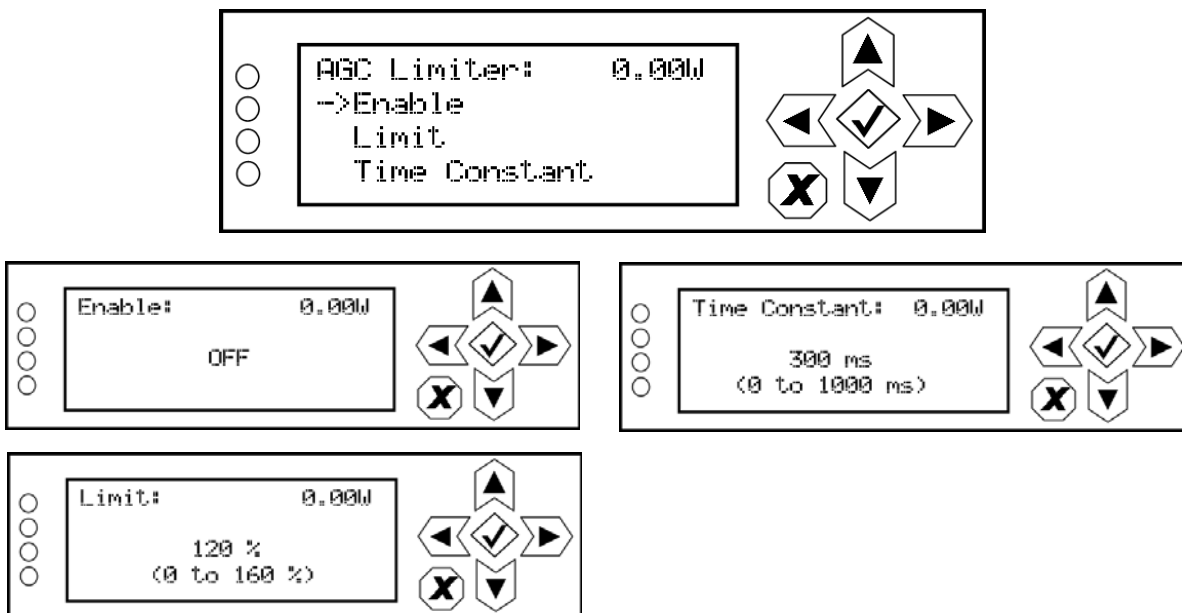 AGC Limiter: 0.00W
->Enable
Limit
Time Constant
X
Enable: 0.00W
OFF
X
Time Constant: 0.00W
300 ms
(0 to 1000 ms)
X
Limit: 0.00W
120 %
(0 to 160 %)
X